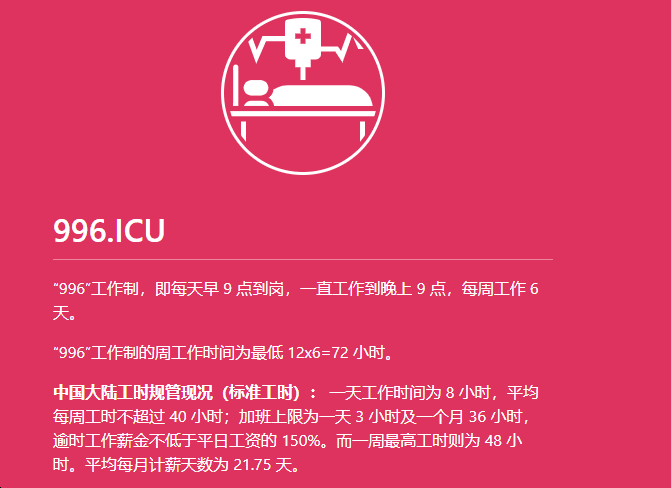 996.ICU
“996”工作制，即每天早 9 点到岗，一直工作到晚上 9 点，每周工作 6
天。
“996”工作制的周工作时间为最低 12x6=72 小时。
中国大陆工时规管现况（标准工时）： 一天工作时间为 8 小时，平均
每周工时不超过 40 小时；加班上限为一天 3 小时及一个月 36 小时，
逾时工作薪金不低于平日工资的 150%。而一周最高工时则为 48 小
时。平均每月计薪天数为 21.75 天。